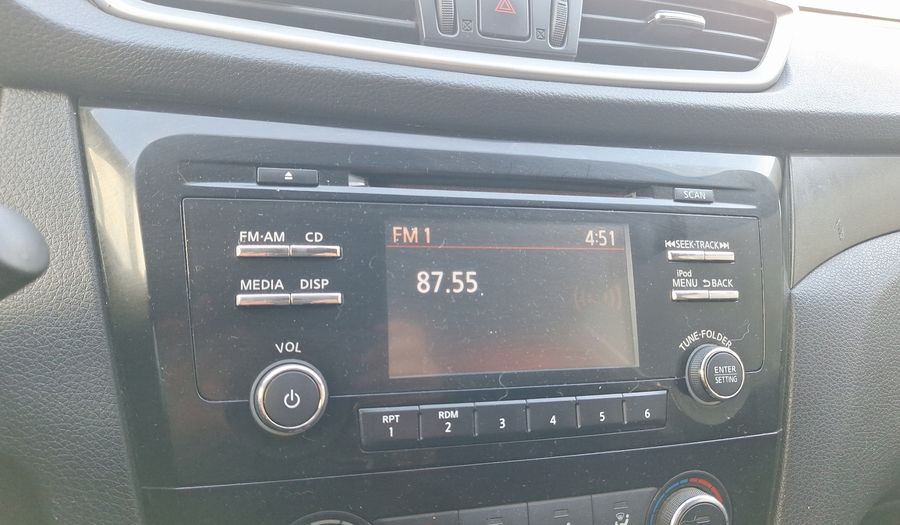 SCAN
FM·AM CD
FM 1 4:51
SEEK·TRACK
87.55
iPod
MEDIA DISP
MENU BACK
VOL
TUNE·FOLDER
ENTER
SETTING
RPT RDM
1 2 3 4 5 6